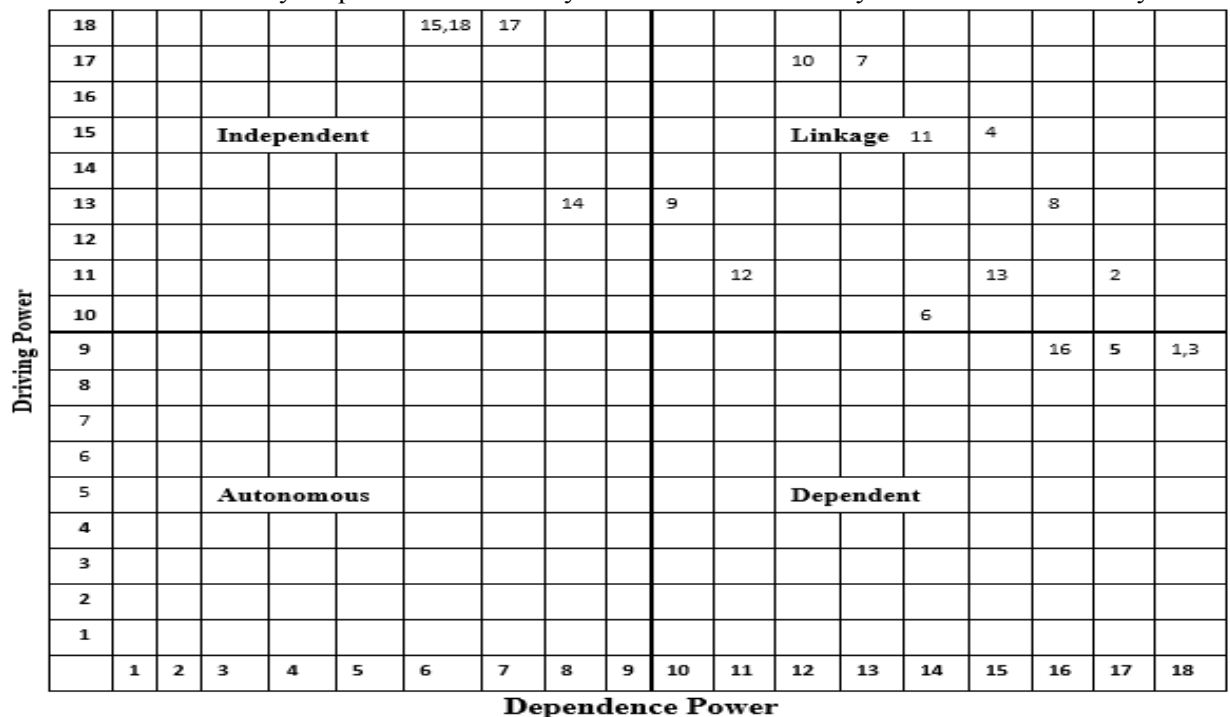 18 15,18 17
17 10 7
16
15 Independent Linkage 11 4
14
13 14 9 8
12
11 12 13 2
10 6
9 16 5 1,3
8
7
6
5 Autonomous Dependent
4
3
2
1
1 2 3 4 5 6 7 8 9 10 11 12 13 14 15 16 17 18
Driving Power
Dependence Power